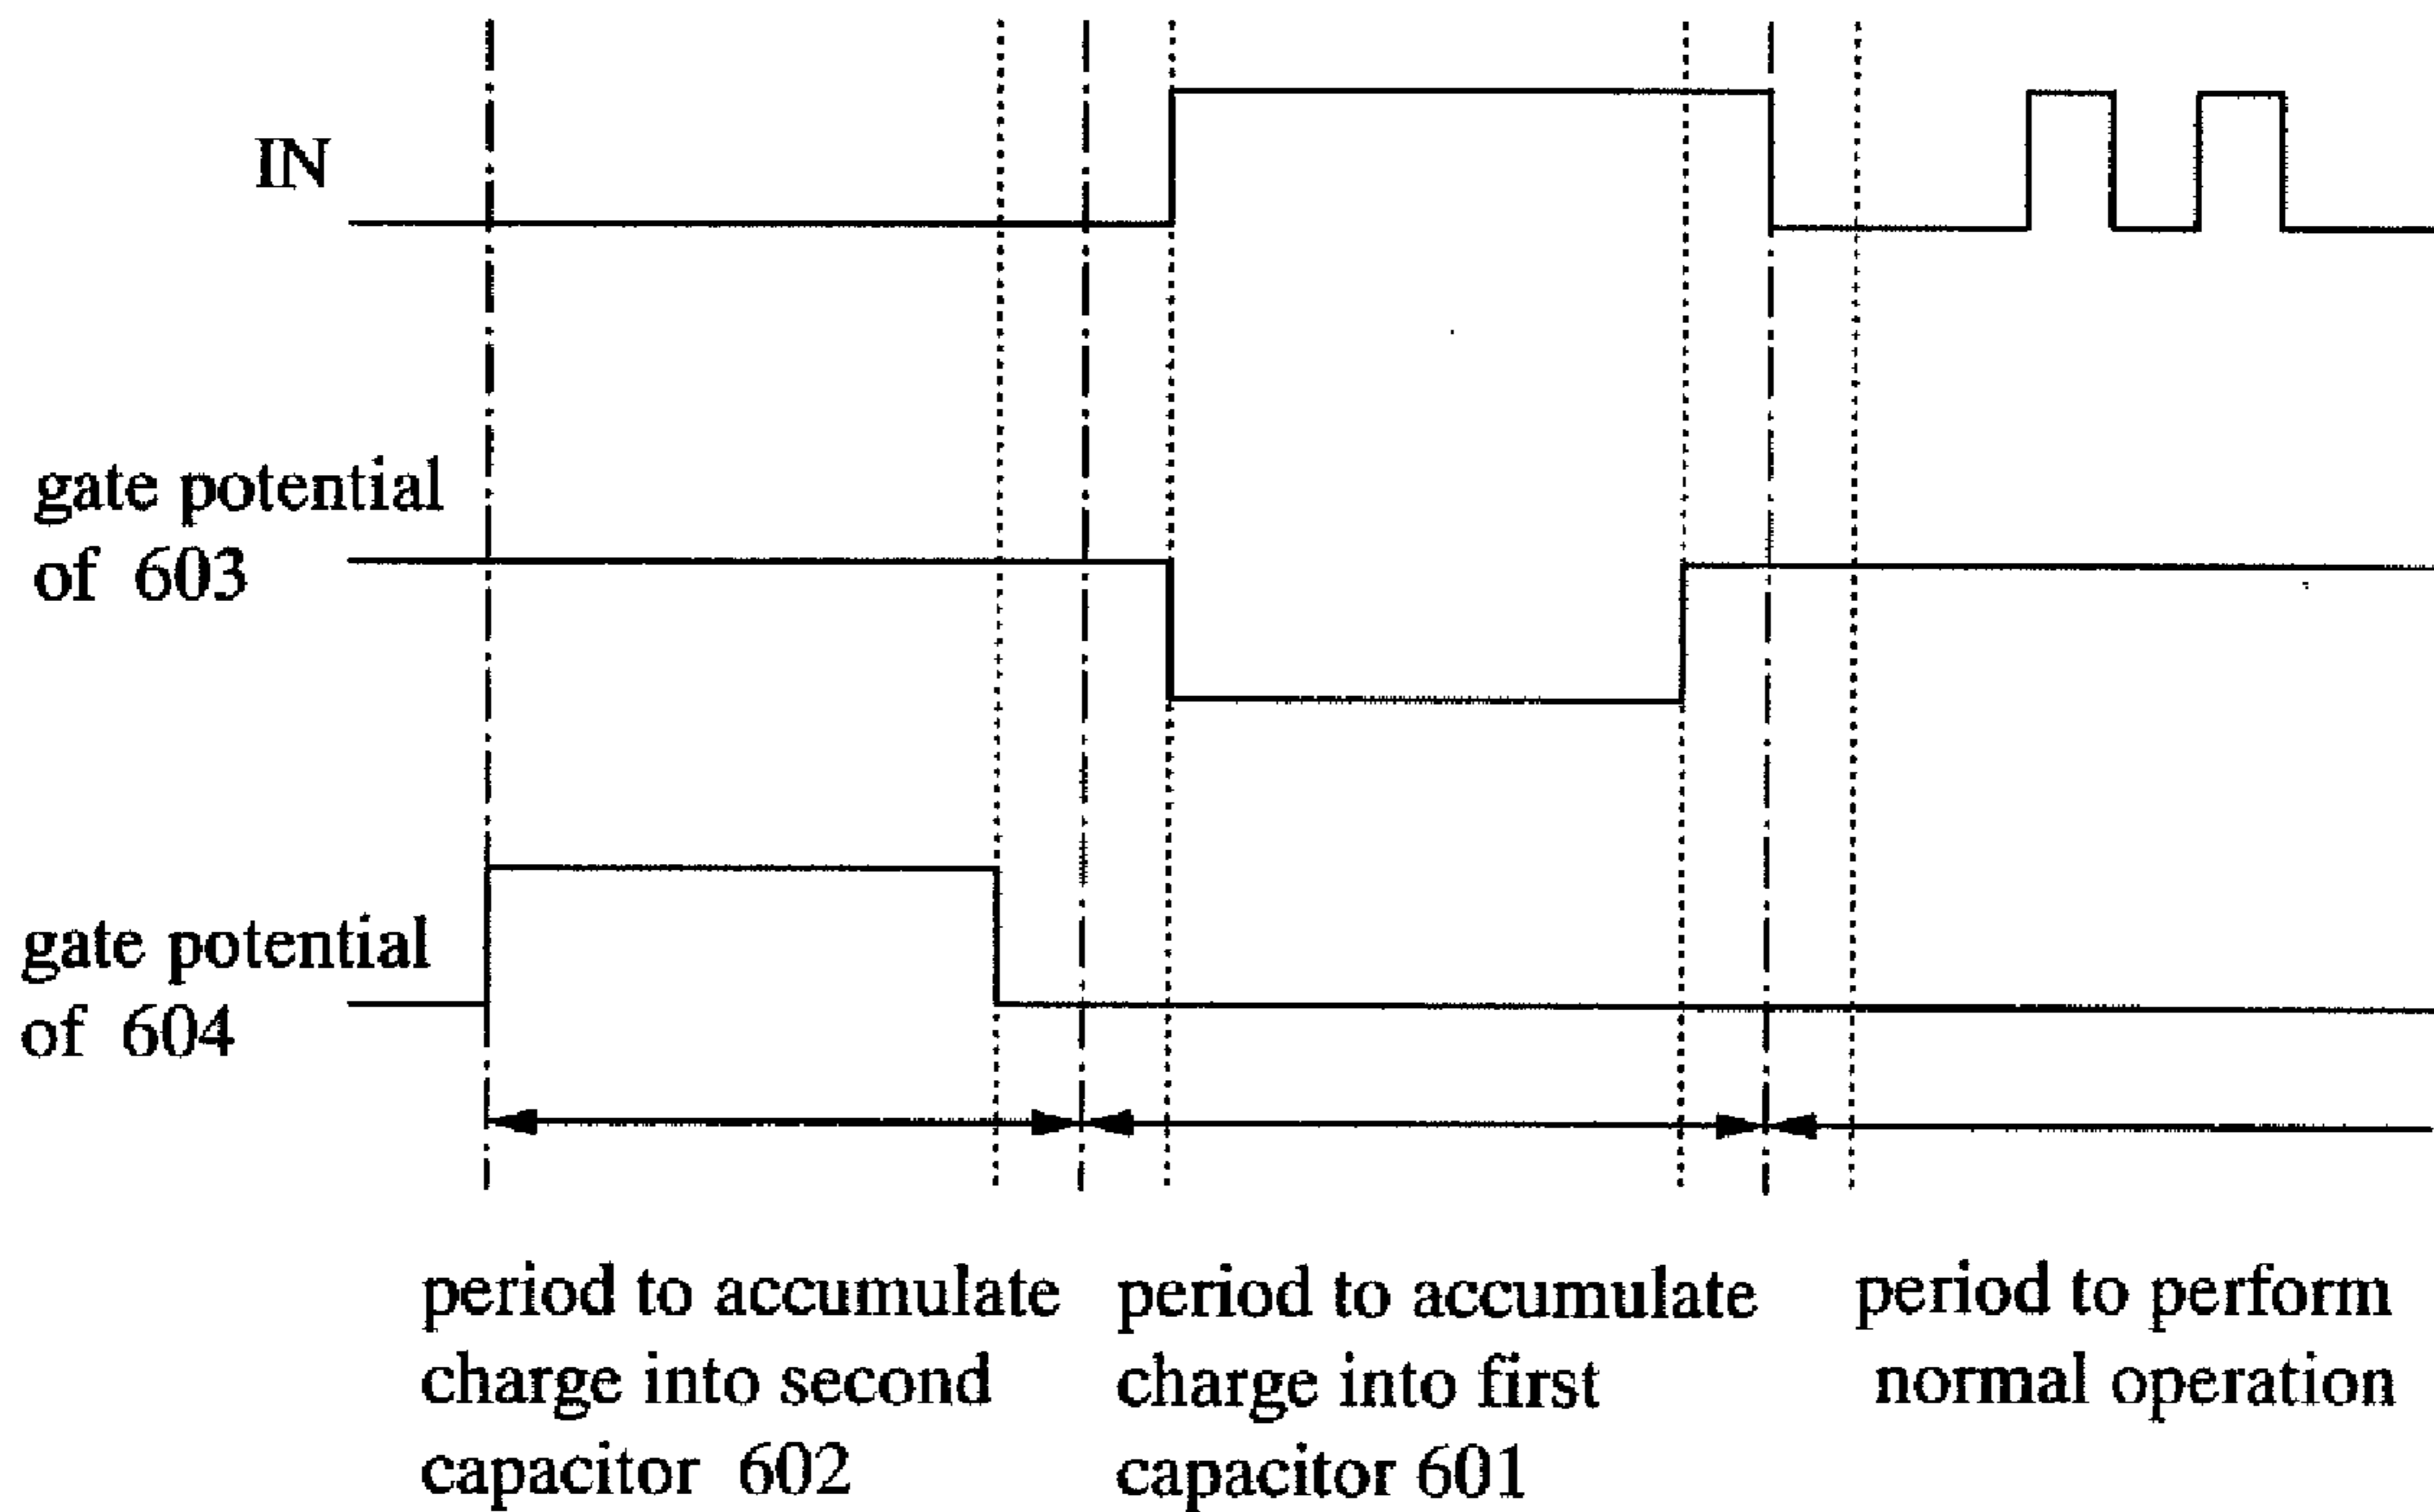 IN
gate potential
of 603
gate potential
of 604
period to accumulate
charge into second
capacitor 602
period to accumulate
charge into first
capacitor 601
period to perform
normal operation